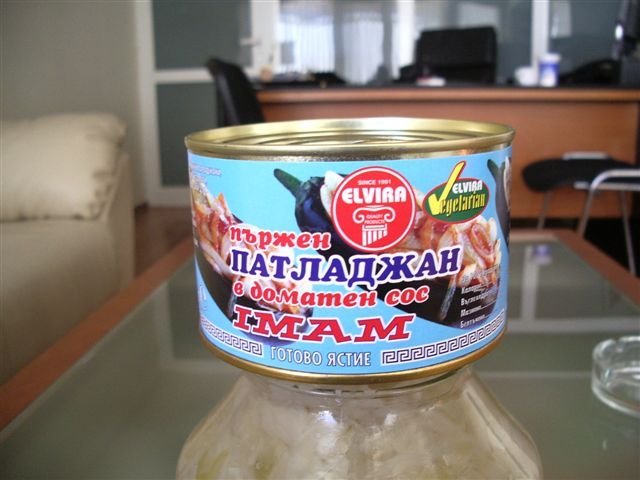 SINCE 1991
ELVIRA
QUALITY
PRODUCTS
ELVIRA
Vegetarian
пържен
ПАТЛАДЖАН
в доматен сос
IMAM
ГОТОВО ЯСТИЕ